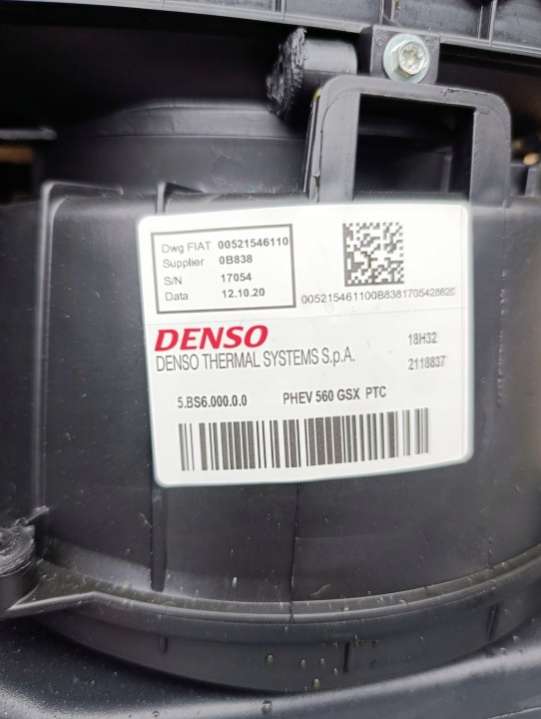 Dwg FIAT 00521546110
Supplier 0B838
S/N 17054
Data 12.10.20
005215461100B8381705428820
DENSO
DENSO THERMAL SYSTEMS S.p.A.
18H32
2118837
5.BS6.000.0.0 PHEV 560 GSX PTC